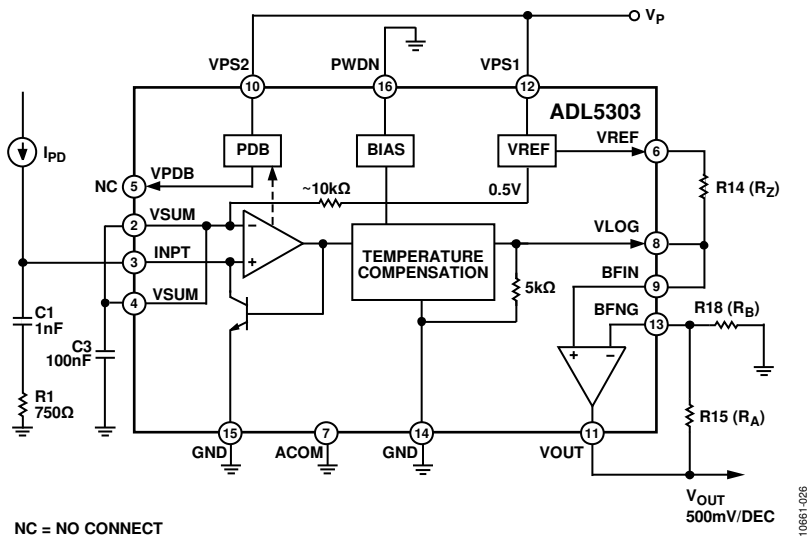 VP
VPS2
PWDN
VPS1
10
16
12
ADL5303
IPD
PDB
BIAS
VREF
VREF
6
NC
5
VPDB
~10kΩ
0.5V
R14 (RZ)
2
VSUM
−
VLOG
8
3
INPT
+
TEMPERATURE
COMPENSATION
BFIN
9
4
VSUM
5kΩ
BFNG
13
R18 (RB)
C1
1nF
C3
100nF
+
−
R1
750Ω
R15 (RA)
15
7
14
11
GND
ACOM
GND
VOUT
VOUT
500mV/DEC
NC = NO CONNECT
10661-026